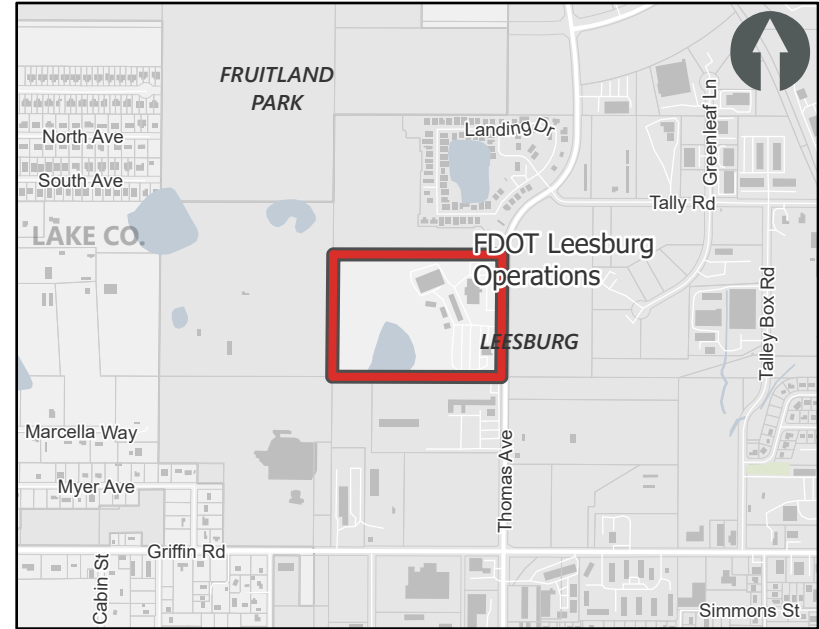 FRUITLAND
PARK
Greenleaf Ln
Landing Dr
North Ave
South Ave
Tally Rd
LAKE CO.
FDOT Leesburg
Operations
Talley Box Rd
LEESBURG
Marcella Way
Thomas Ave
Myer Ave
Griffin Rd
Cabin St
Simmons St